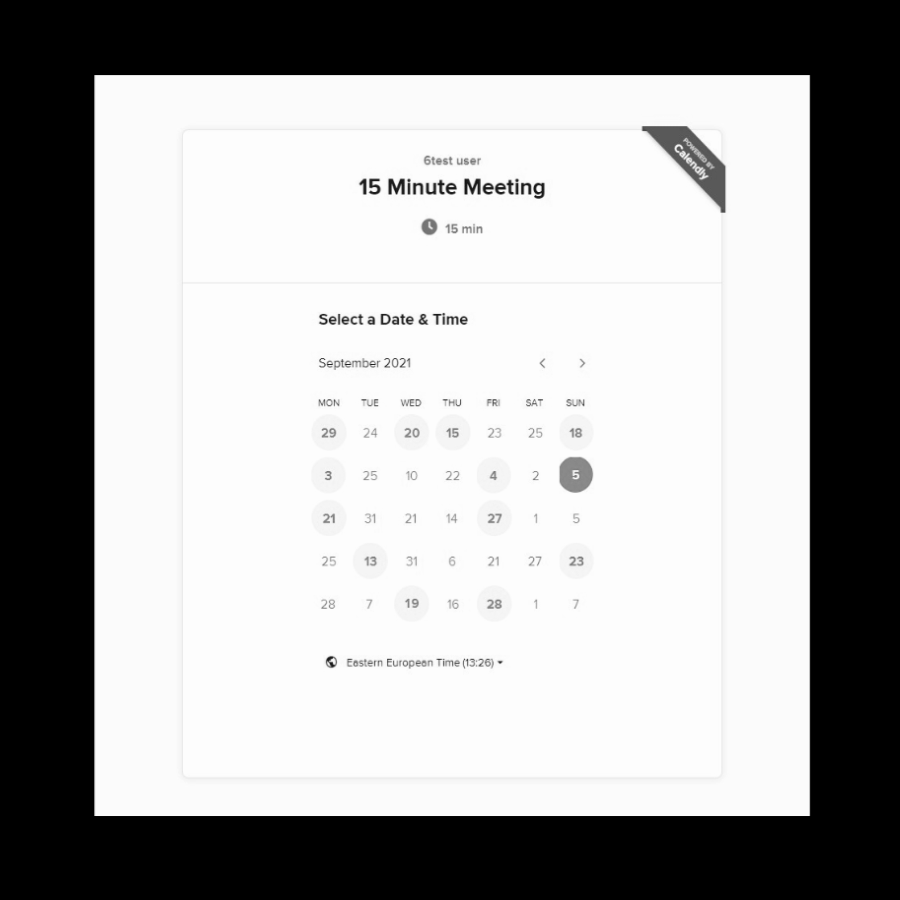 POWERED BY
Calendly
6test user
15 Minute Meeting
15 min
Select a Date & Time
September 2021
MON TUE WED THU FRI SAT SUN
29 24 20 15 23 25 18
3 25 10 22 4 2 5
21 31 21 14 27 1 5
25 13 31 6 21 27 23
28 7 19 16 28 1 7
Eastern European Time (13:26)